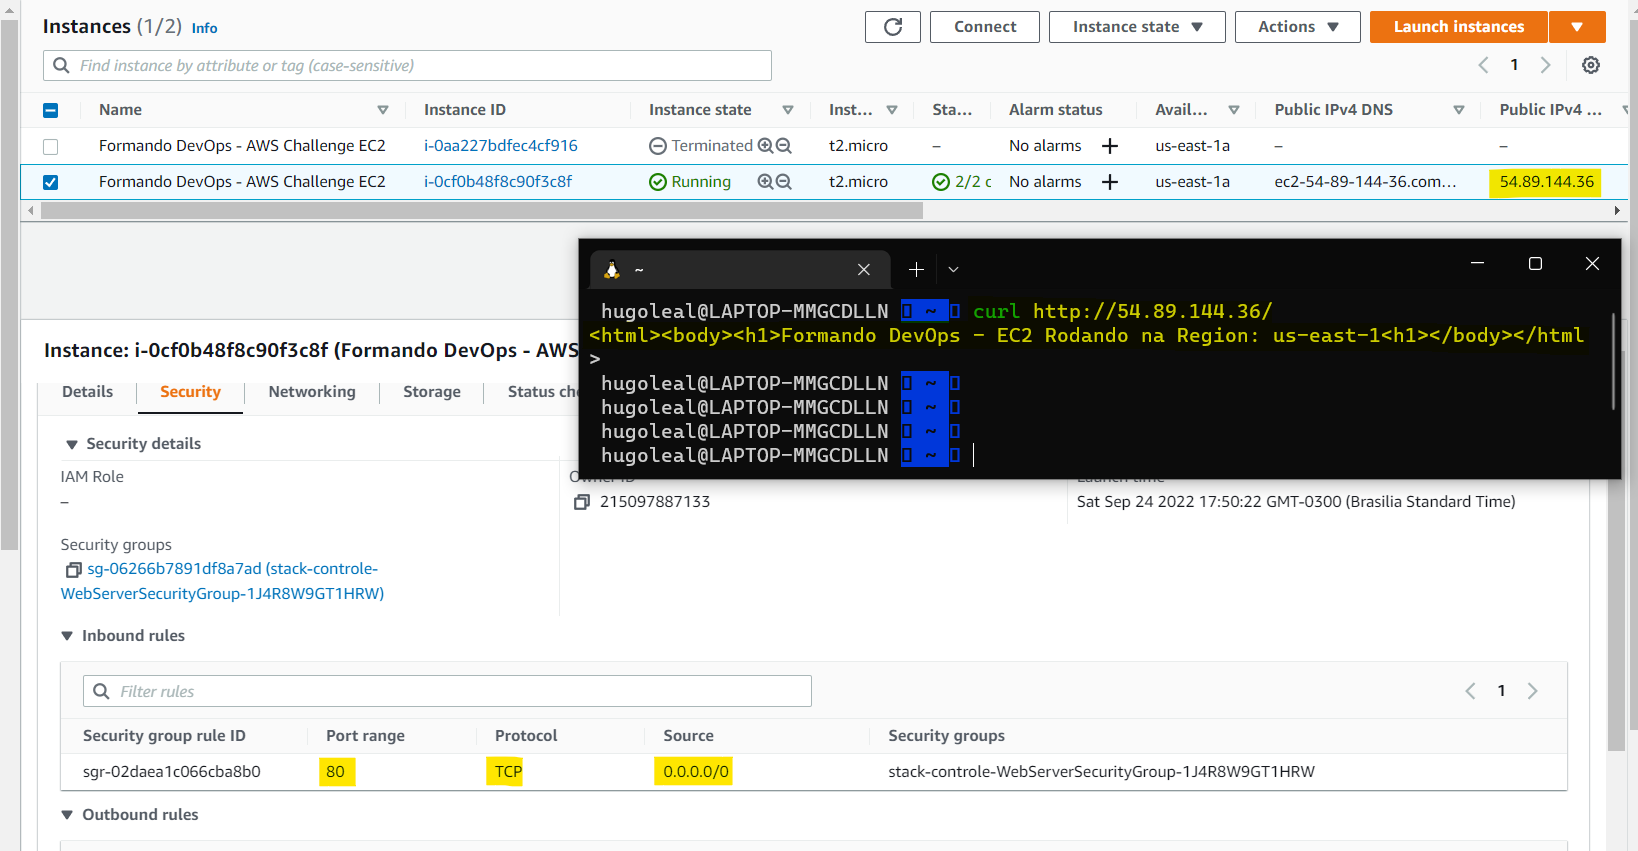 Instances (1/2) Info
Connect
Instance state
Actions
Launch instances
Find instance by attribute or tag (case-sensitive)
1
Name Instance ID Instance state Inst... Sta... Alarm status Avail... Public IPv4 DNS Public IPv4 ...
Formando DevOps - AWS Challenge EC2 i-0aa227bdfec4cf916 Terminated t2.micro – No alarms + us-east-1a – –
Formando DevOps - AWS Challenge EC2 i-0cf0b48f8c90f3c8f Running t2.micro 2/2 c No alarms + us-east-1a ec2-54-89-144-36.com... 54.89.144.36
~
hugoleal@LAPTOP-MMGCDLLN ~ curl http://54.89.144.36/
<html><body><h1>Formando DevOps - EC2 Rodando na Region: us-east-1<h1></body></html
>
hugoleal@LAPTOP-MMGCDLLN ~
hugoleal@LAPTOP-MMGCDLLN ~
hugoleal@LAPTOP-MMGCDLLN ~
hugoleal@LAPTOP-MMGCDLLN ~
Instance: i-0cf0b48f8c90f3c8f (Formando DevOps - AWS
Details Security Networking Storage Status che
Security details
IAM Role
–
Owner ID
215097887133
Launch time
Sat Sep 24 2022 17:50:22 GMT-0300 (Brasilia Standard Time)
Security groups
sg-06266b7891df8a7ad (stack-controle-
WebServerSecurityGroup-1J4R8W9GT1HRW)
Inbound rules
Filter rules
1
Security group rule ID Port range Protocol Source Security groups
sgr-02daea1c066cba8b0 80 TCP 0.0.0.0/0 stack-controle-WebServerSecurityGroup-1J4R8W9GT1HRW
Outbound rules